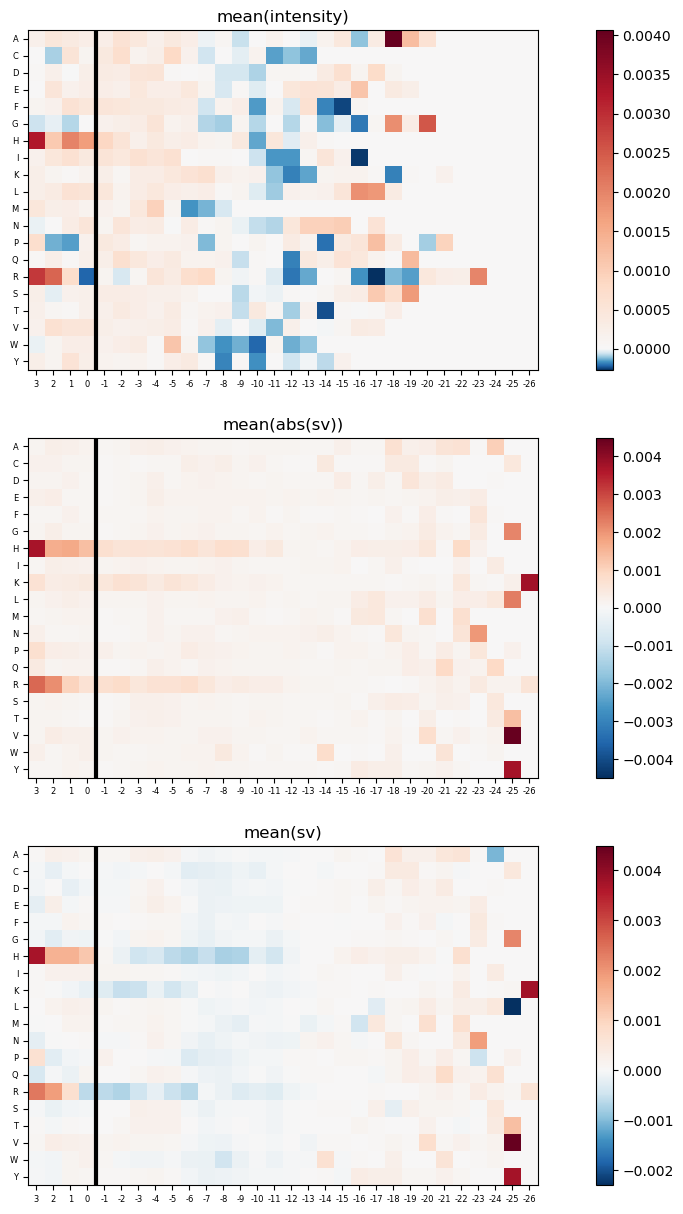 mean(intensity)
A
C
D
E
F
G
H
I
K
L
M
N
P
Q
R
S
T
V
W
Y
3 2 1 0 -1 -2 -3 -4 -5 -6 -7 -8 -9 -10 -11 -12 -13 -14 -15 -16 -17 -18 -19 -20 -21 -22 -23 -24 -25 -26
0.0040
0.0035
0.0030
0.0025
0.0020
0.0015
0.0010
0.0005
0.0000
mean(abs(sv))
A
C
D
E
F
G
H
I
K
L
M
N
P
Q
R
S
T
V
W
Y
3 2 1 0 -1 -2 -3 -4 -5 -6 -7 -8 -9 -10 -11 -12 -13 -14 -15 -16 -17 -18 -19 -20 -21 -22 -23 -24 -25 -26
0.004
0.003
0.002
0.001
0.000
−0.001
−0.002
−0.003
−0.004
mean(sv)
A
C
D
E
F
G
H
I
K
L
M
N
P
Q
R
S
T
V
W
Y
3 2 1 0 -1 -2 -3 -4 -5 -6 -7 -8 -9 -10 -11 -12 -13 -14 -15 -16 -17 -18 -19 -20 -21 -22 -23 -24 -25 -26
0.004
0.003
0.002
0.001
0.000
−0.001
−0.002